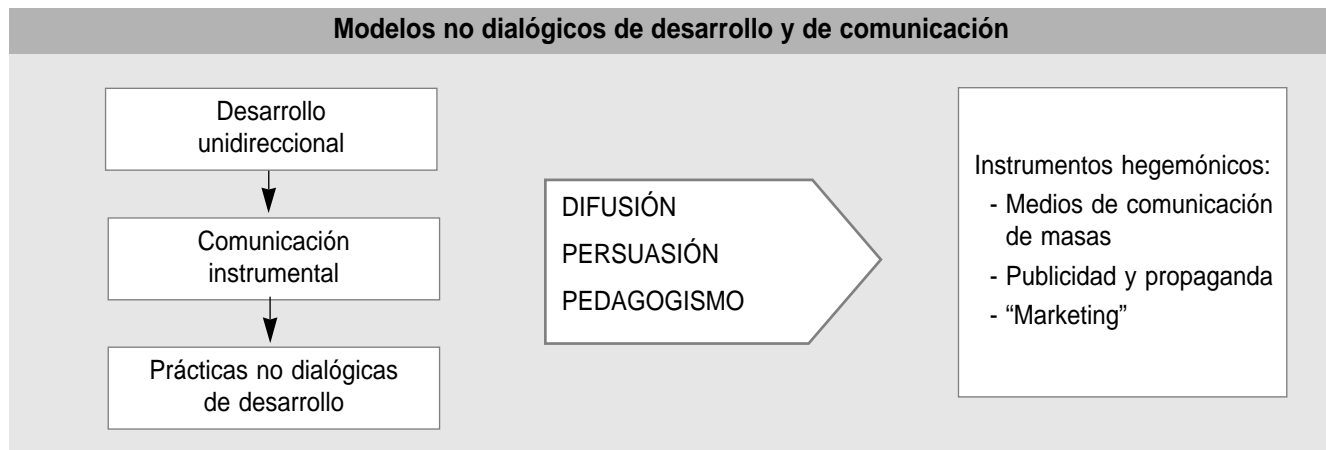 Modelos no dialógicos de desarrollo y de comunicación
Desarrollo
unidireccional
Comunicación
instrumental
Prácticas no dialógicas
de desarrollo
DIFUSIÓN
PERSUASIÓN
PEDAGOGISMO
Instrumentos hegemónicos:
- Medios de comunicación
de masas
- Publicidad y propaganda
- “Marketing”